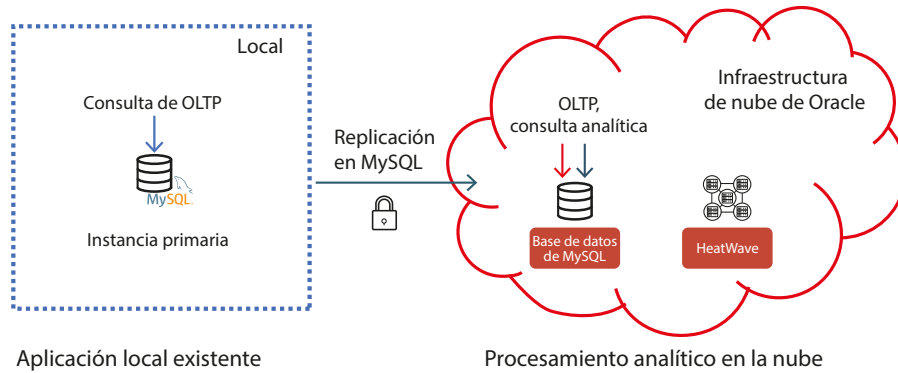 Local
Consulta de OLTP
MySQL
Instancia primaria
Aplicación local existente
Replicación
en MySQL
Infraestructura
de nube de Oracle
OLTP,
consulta analítica
Base de datos
de MySQL
HeatWave
Procesamiento analítico en la nube